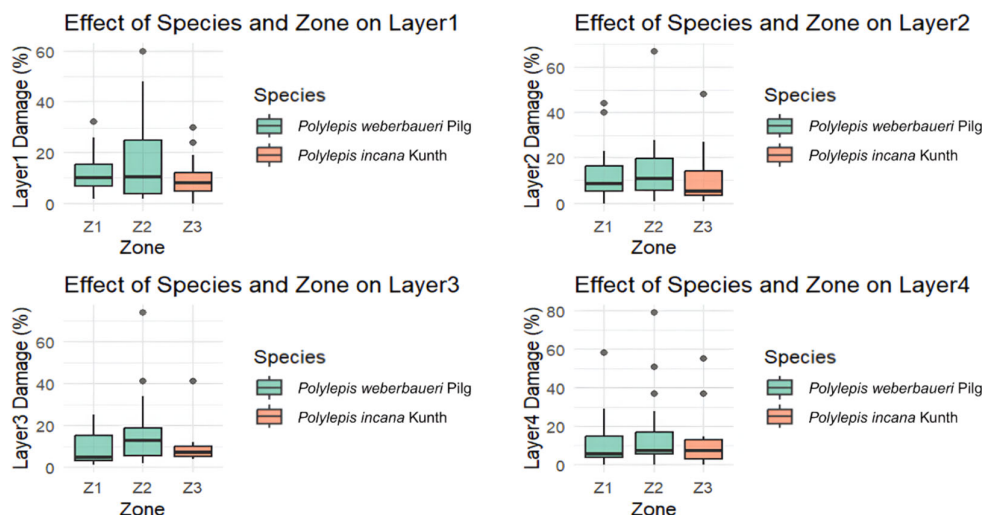 Effect of Species and Zone on Layer1
Layer1 Damage (%)
60
40
20
0
Z1 Z2 Z3
Zone
Species
Polylepis weberbaueri Pilg
Polylepis incana Kunth
Effect of Species and Zone on Layer2
Layer2 Damage (%)
60
40
20
0
Z1 Z2 Z3
Zone
Species
Polylepis weberbaueri Pilg
Polylepis incana Kunth
Effect of Species and Zone on Layer3
Layer3 Damage (%)
60
40
20
0
Z1 Z2 Z3
Zone
Species
Polylepis weberbaueri Pilg
Polylepis incana Kunth
Effect of Species and Zone on Layer4
Layer4 Damage (%)
80
60
40
20
0
Z1 Z2 Z3
Zone
Species
Polylepis weberbaueri Pilg
Polylepis incana Kunth